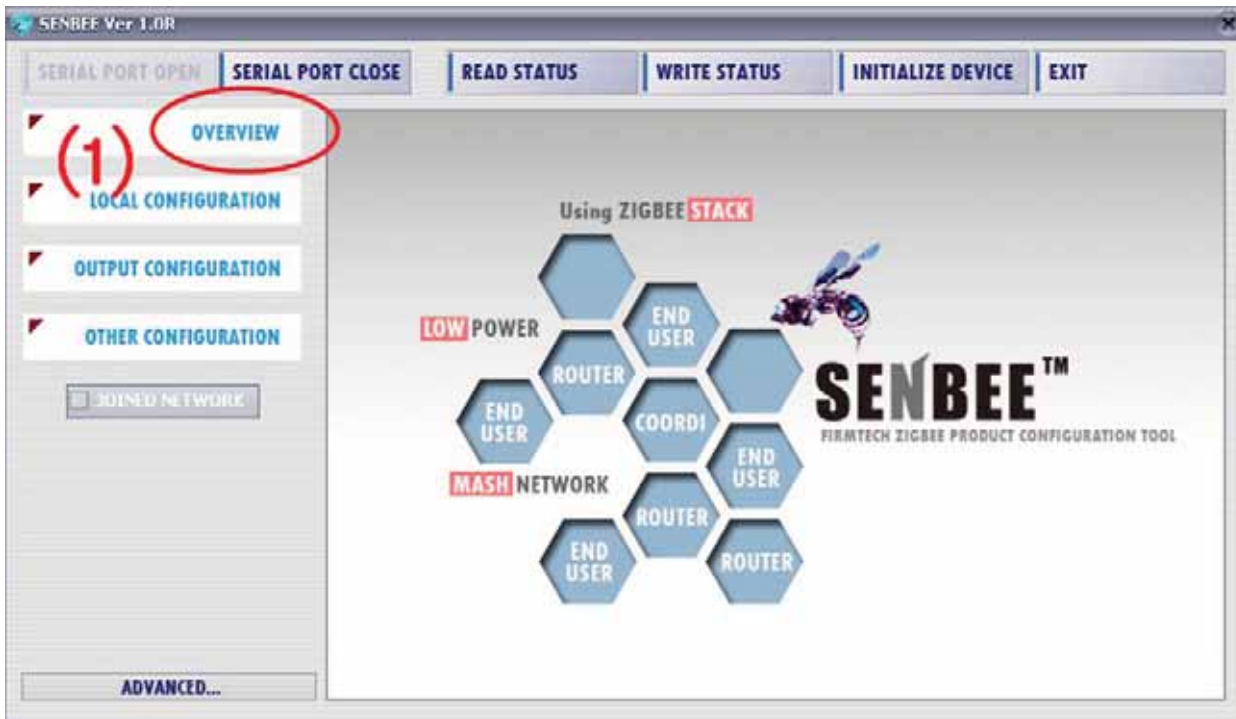 SENBEE Ver 1.0R
SERIAL PORT OPEN
SERIAL PORT CLOSE
READ STATUS
WRITE STATUS
INITIALIZE DEVICE
EXIT
(1)
OVERVIEW
LOCAL CONFIGURATION
OUTPUT CONFIGURATION
OTHER CONFIGURATION
JOINED NETWORK
ADVANCED...
Using ZIGBEE STACK
LOW POWER
MASH NETWORK
END
USER
ROUTER
END
USER
COORDI
END
USER
ROUTER
END
USER
ROUTER
SENBEE™
FIRMTECH ZIGBEE PRODUCT CONFIGURATION TOOL